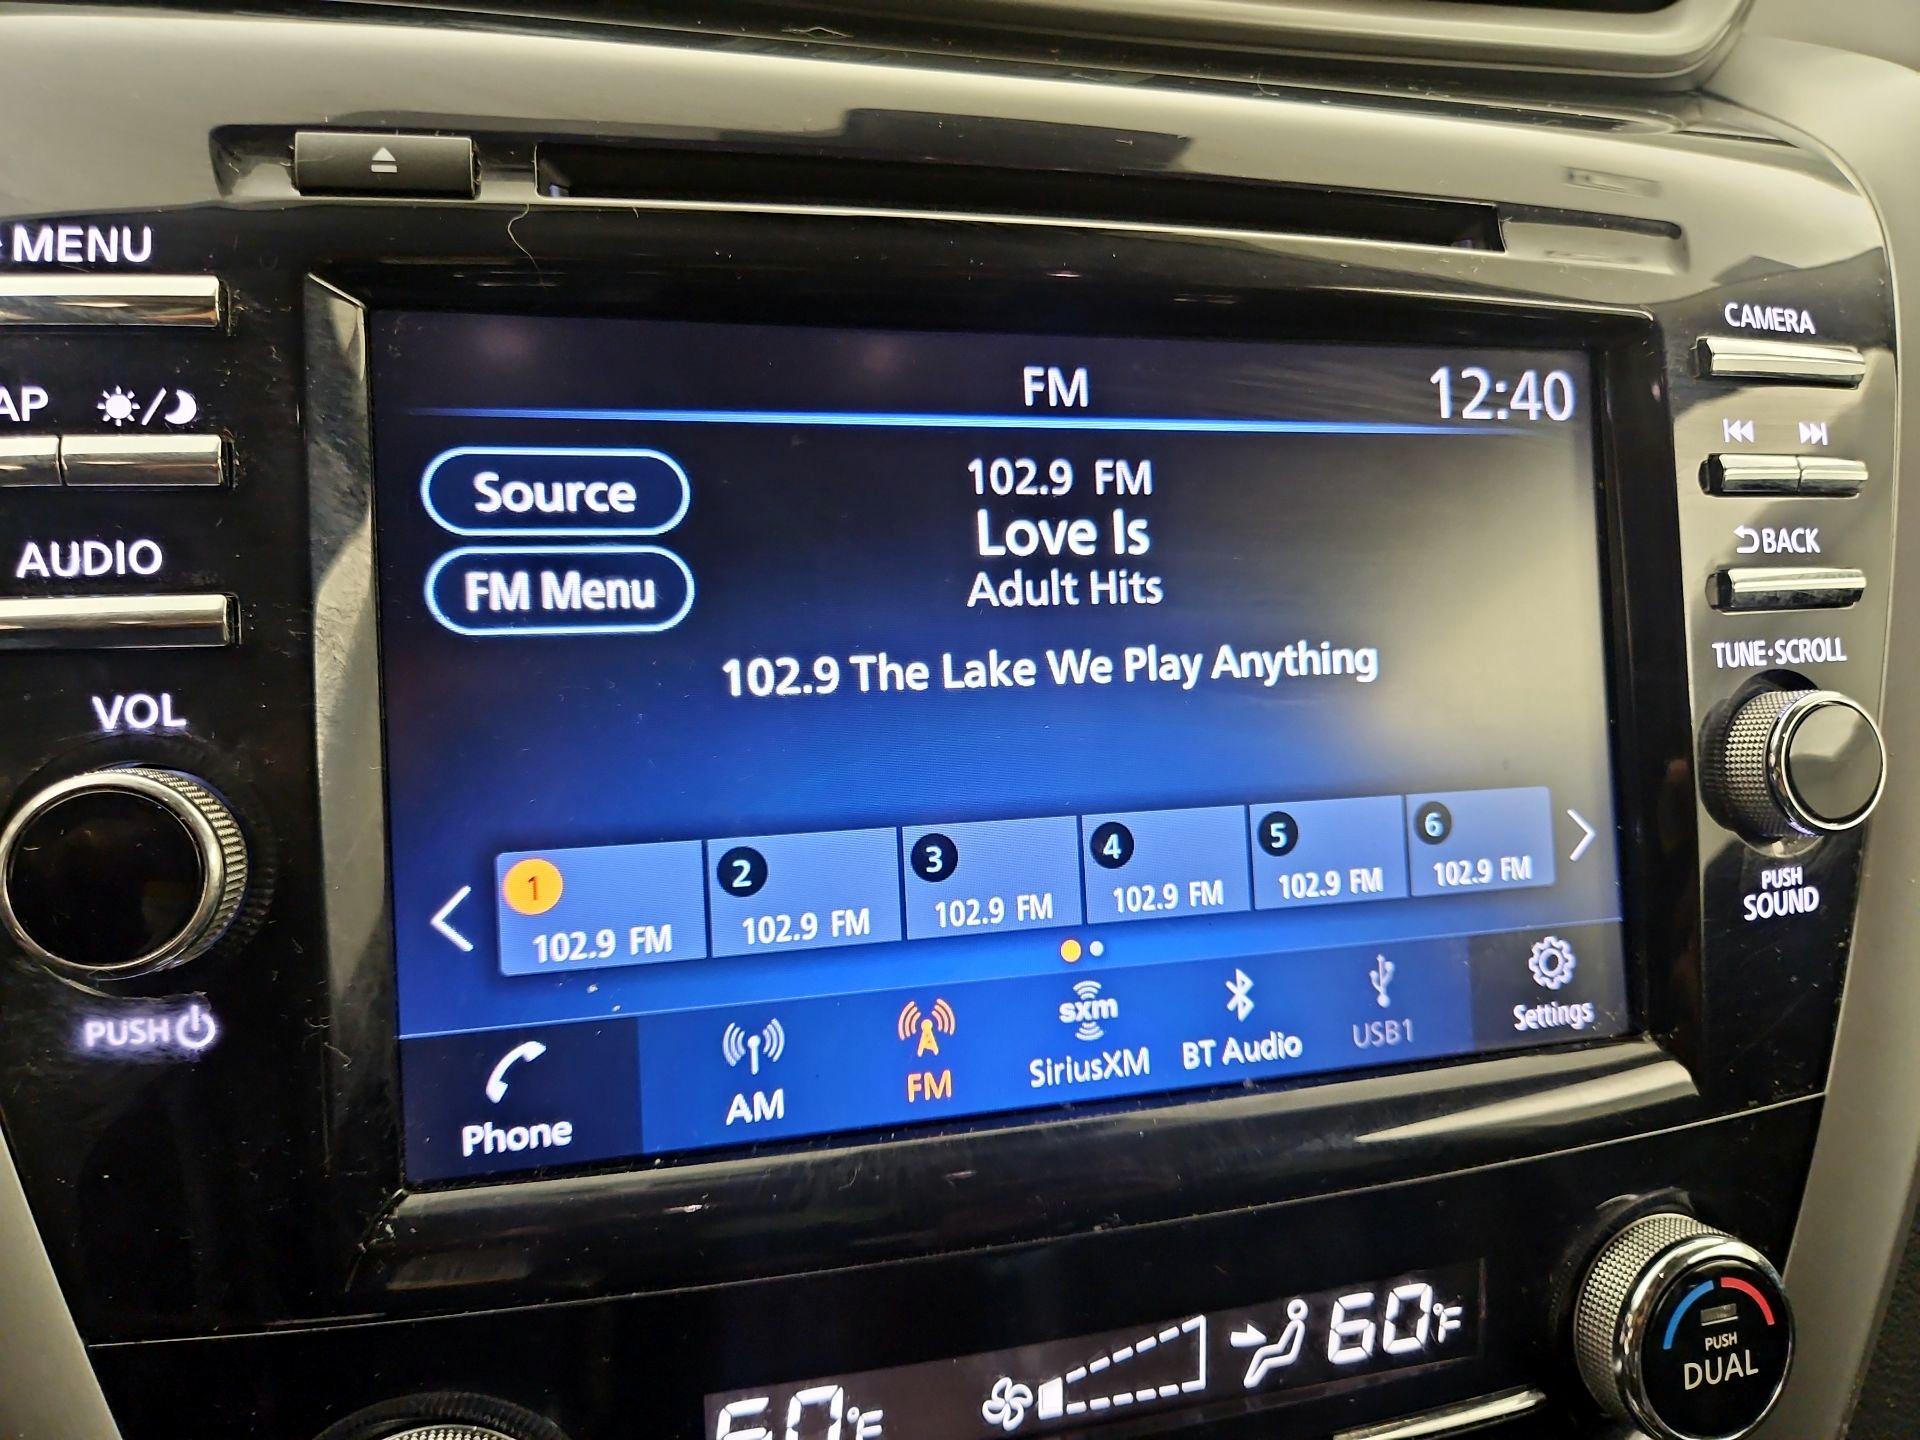 MENU
AP
AUDIO
VOL
PUSH
FM
12:40
Source
FM Menu
102.9 FM
Love Is
Adult Hits
102.9 The Lake We Play Anything
1
102.9 FM
2
102.9 FM
3
102.9 FM
4
102.9 FM
5
102.9 FM
6
102.9 FM
Phone
AM
FM
sxm
SiriusXM
BT Audio
USB1
Settings
CAMERA
BACK
TUNE·SCROLL
PUSH
SOUND
60°F
60°F
PUSH
DUAL